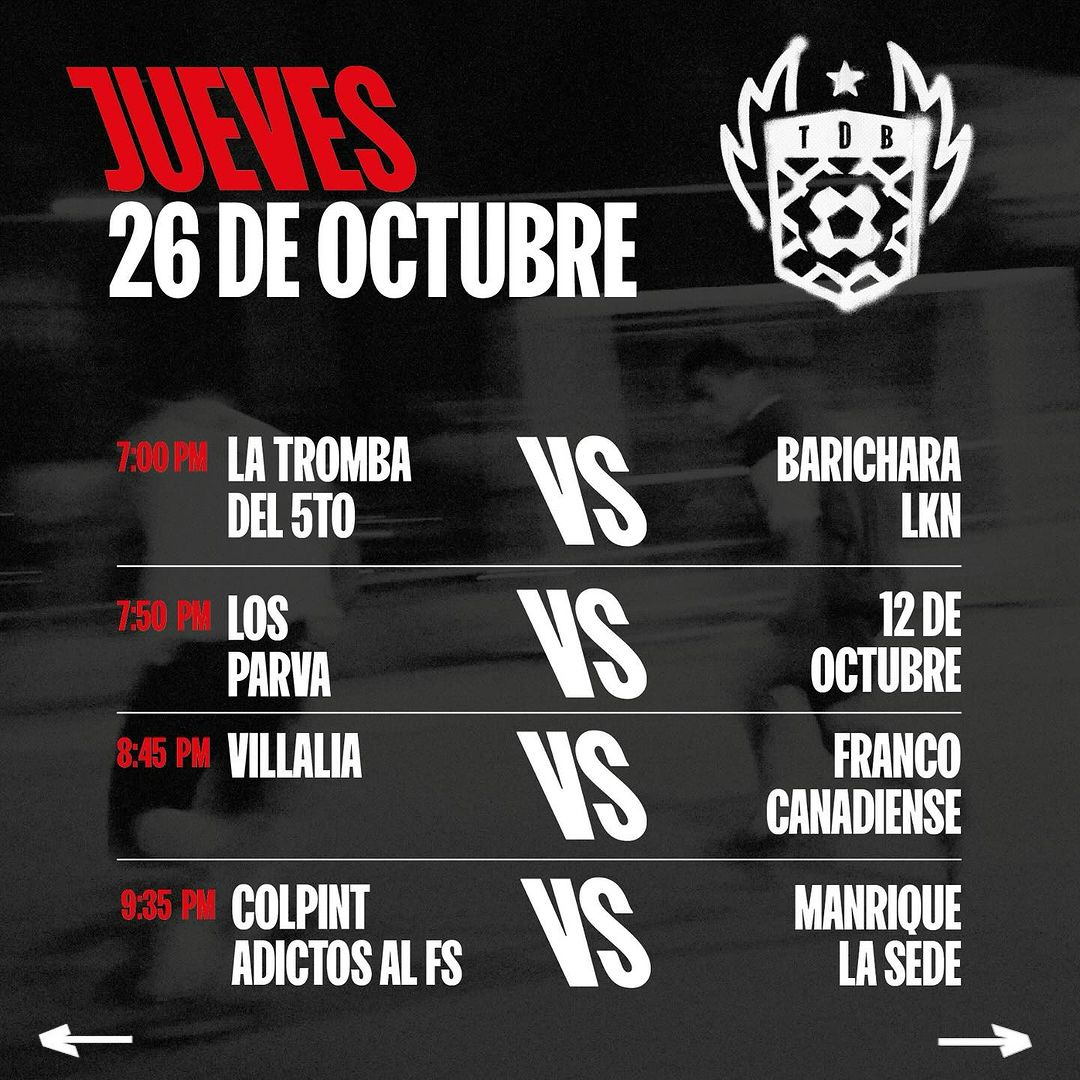 JUEVES
26 DE OCTUBRE
T D B
7:00 PM LA TROMBA
DEL 5TO
VS
BARICHARA
LKN
7:50 PM LOS
PARVA
VS
12 DE
OCTUBRE
8:45 PM VILLALIA
VS
FRANCO
CANADIENSE
9:35 PM COLPINT
ADICTOS AL FS
VS
MANRIQUE
LA SEDE